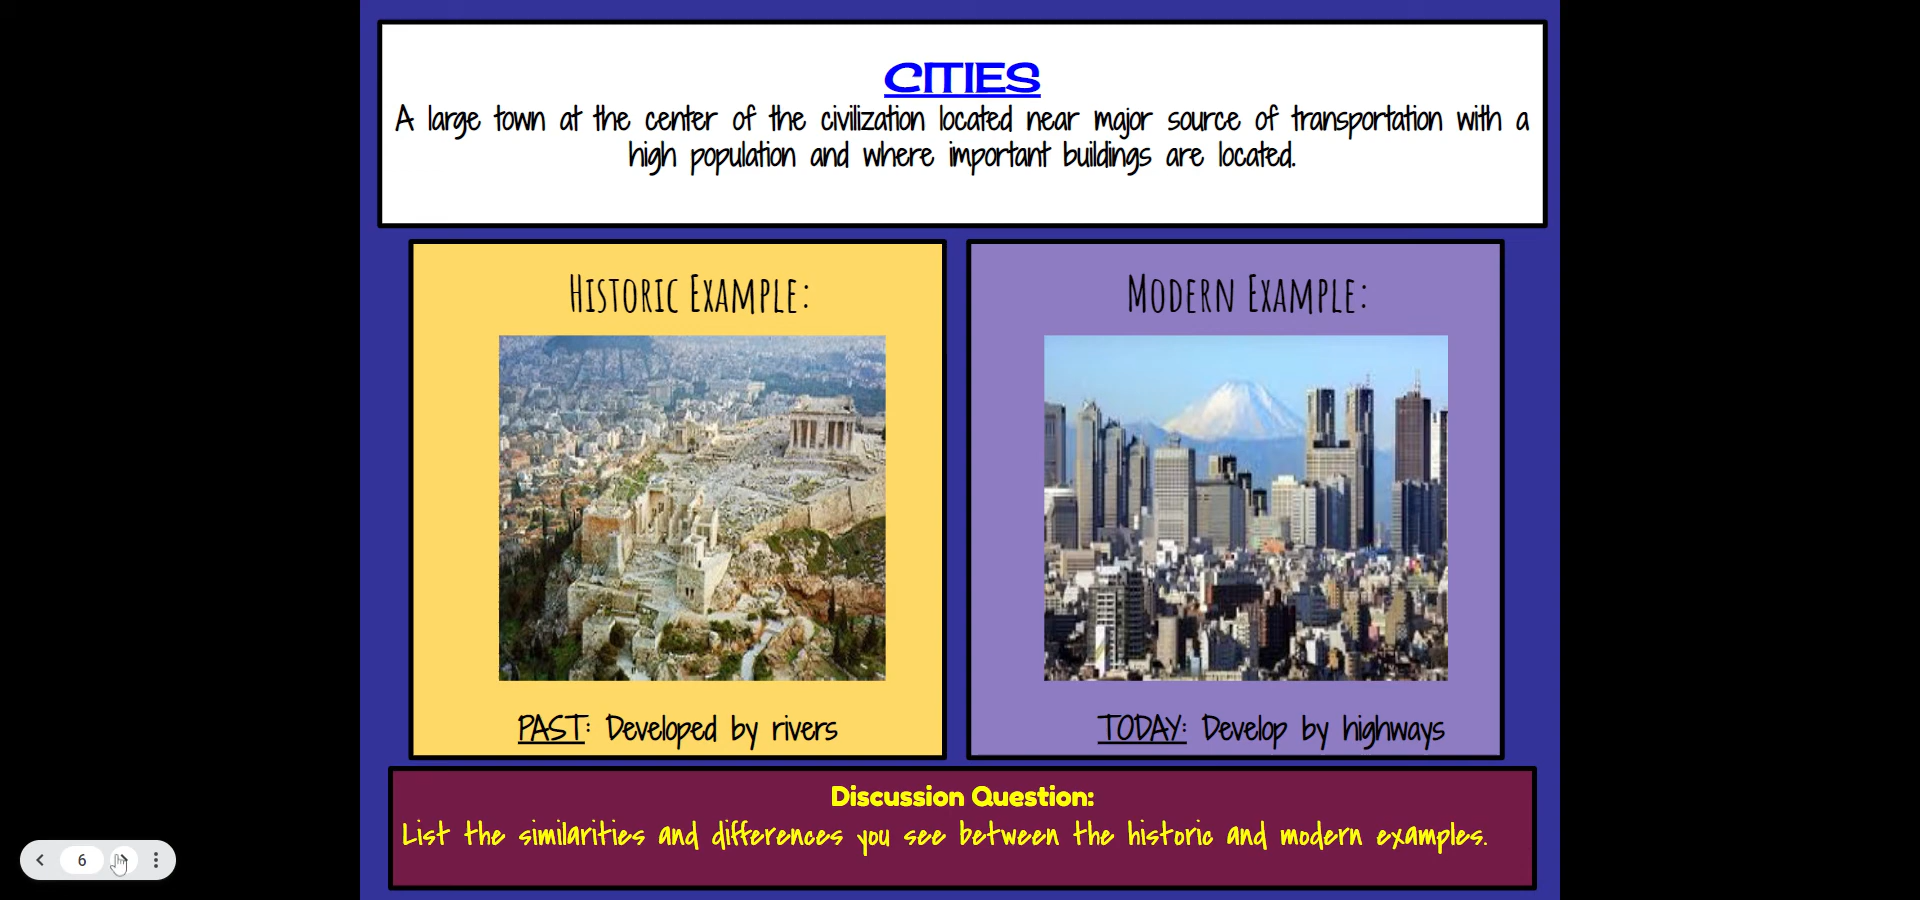 CITIES
A large town at the center of the civilization located near major source of transportation with a
high population and where important buildings are located.
Historic Example:
Modern Example:
PAST: Developed by rivers
TODAY: Develop by highways
Discussion Question:
List the similarities and differences you see between the historic and modern examples.
6